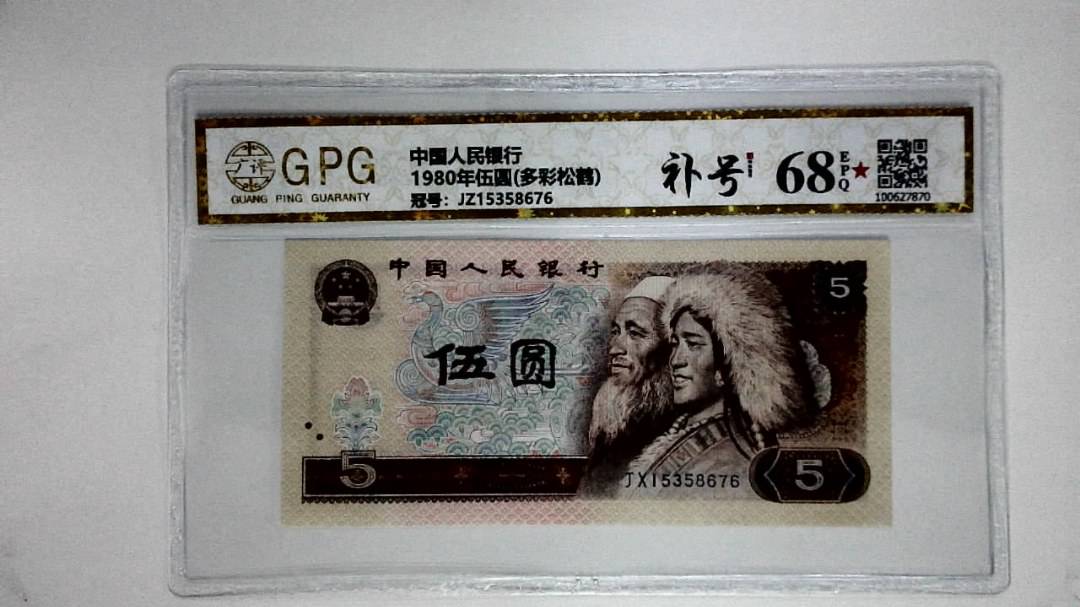 广评
GPG
GUANG PING GUARANTY
中国人民银行
1980年伍圆(多彩松鹤)
冠号：JZ15358676
补号
68
EPQ
★
100627870
中国人民银行
5
伍圆
5
JX15358676
5